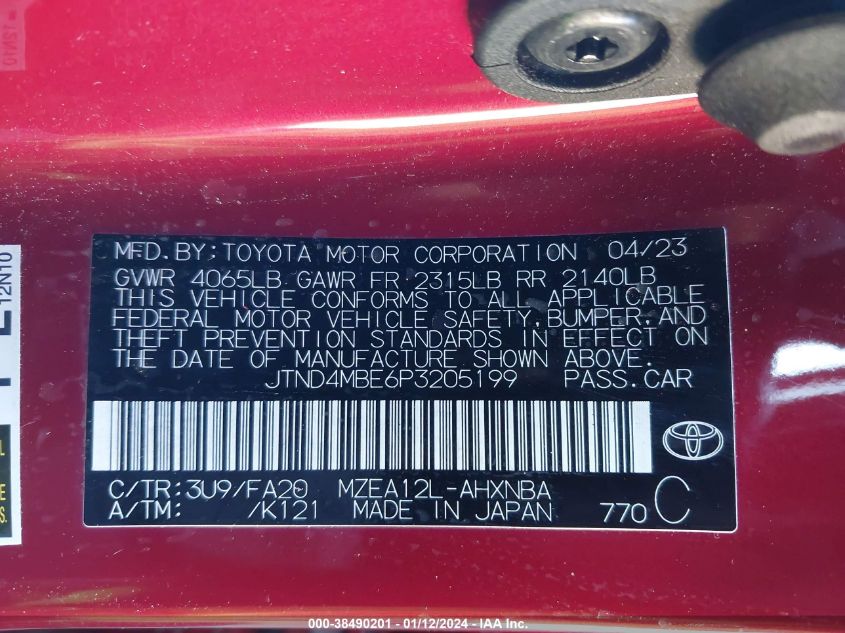 MFD.BY:TOYOTA MOTOR CORPORATION 04/23
GVWR 4065LB GAWR FR 2315LB RR 2140LB
THIS VEHICLE CONFORMS TO ALL APPLICABLE
FEDERAL MOTOR VEHICLE SAFETY, BUMPER, AND
THEFT PREVENTION STANDARDS IN EFFECT ON
THE DATE OF MANUFACTURE SHOWN ABOVE.
JTND4MBE6P3205199 PASS.CAR
C/TR:3U9/FA20 MZEA12L-AHXNBA
A/TM: /K121 MADE IN JAPAN 770 C
12N10
L
E
S.
000-38490201 - 01/12/2024 - IAA Inc.